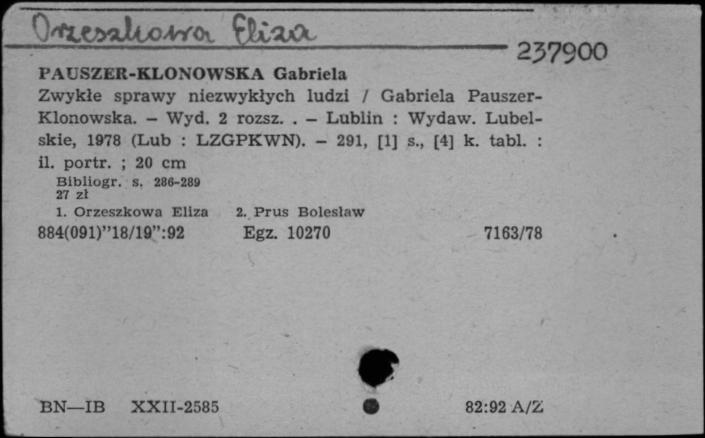 Orzeszkowa Eliza
237900
PAUSZER-KLONOWSKA Gabriela
Zwykłe sprawy niezwykłych ludzi / Gabriela Pauszer-
Klonowska. — Wyd. 2 rozsz. . — Lublin : Wydaw. Lubel-
skie, 1978 (Lub : LZGPKWN). — 291, [1] s., [4] k. tabl. :
il. portr. ; 20 cm
Bibliogr. s. 286-289
27 zł
1. Orzeszkowa Eliza 2. Prus Bolesław
884(091)”18/19”:92 Egz. 10270 7163/78
BN—IB XXII-2585 82:92 A/Z